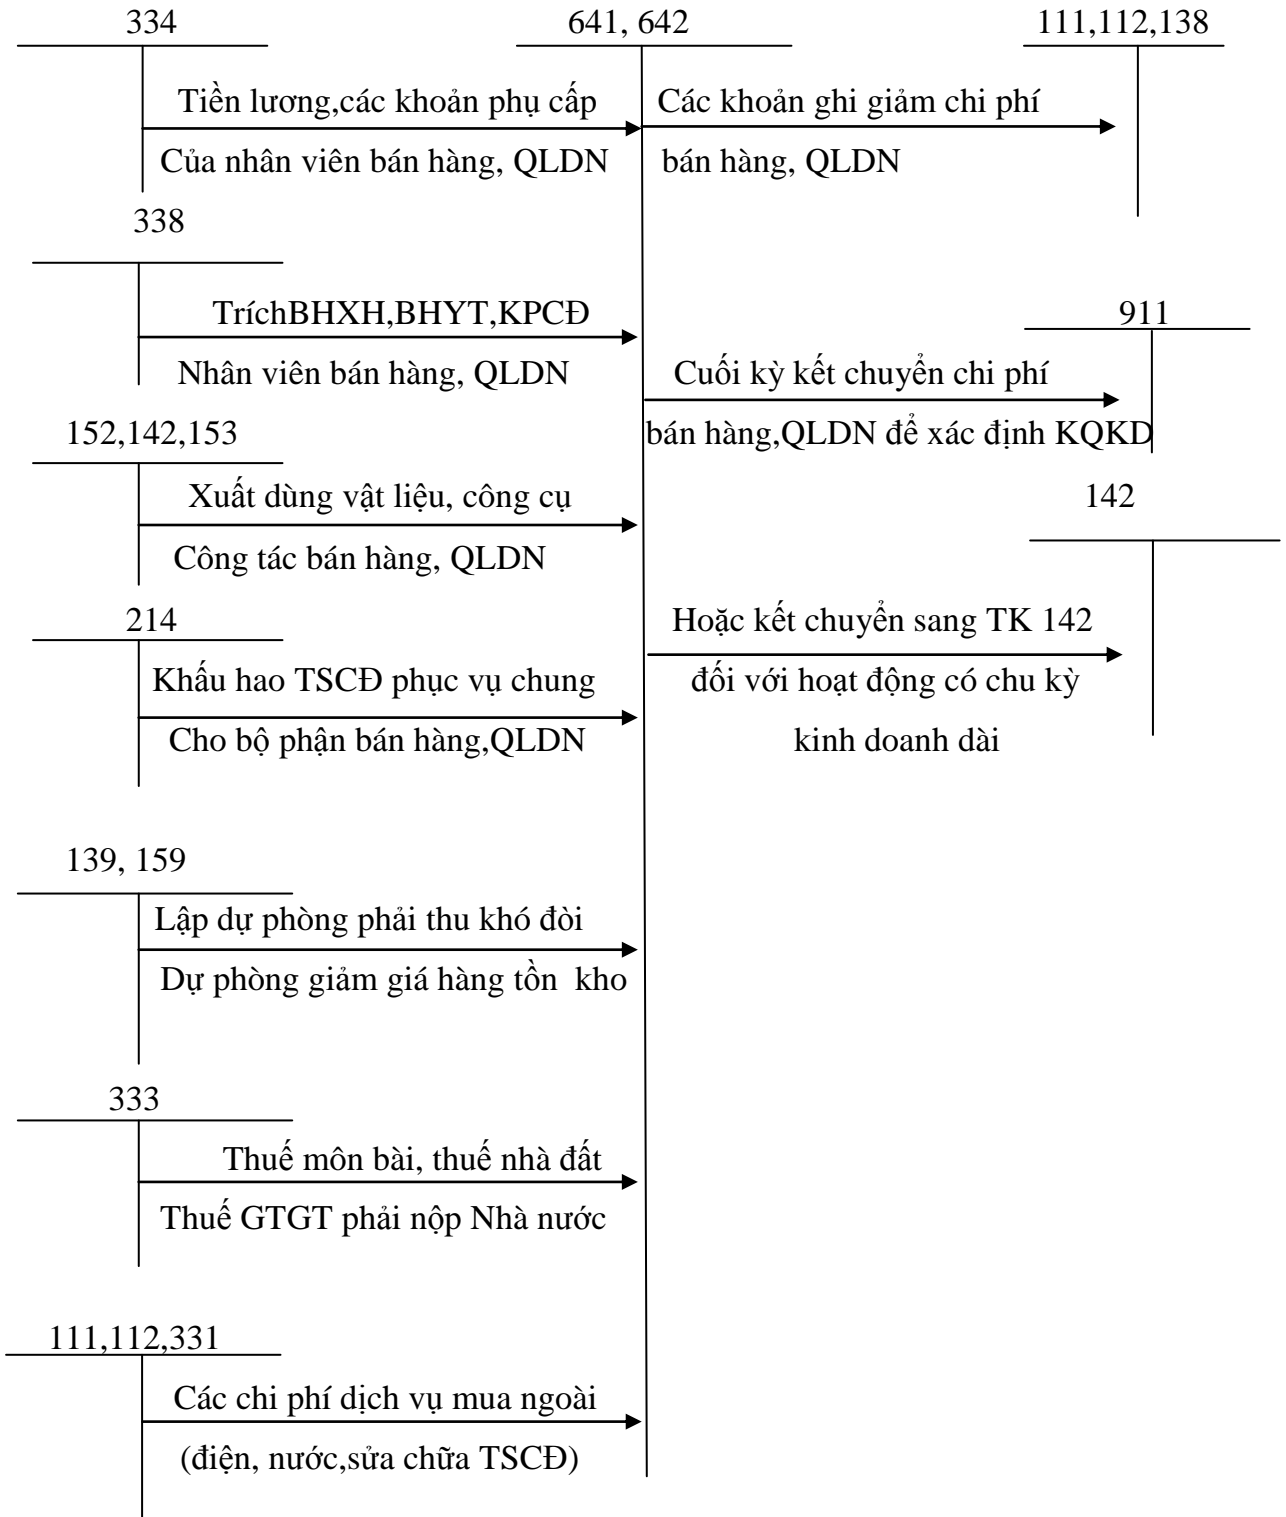 334
641, 642
111,112,138
Tiền lương,các khoản phụ cấp
Các khoản ghi giảm chi phí
Của nhân viên bán hàng, QLDN
bán hàng, QLDN
338
TríchBHXH,BHYT,KPCĐ
911
Nhân viên bán hàng, QLDN
Cuối kỳ kết chuyển chi phí
152,142,153
bán hàng,QLDN để xác định KQKD
Xuất dùng vật liệu, công cụ
142
Công tác bán hàng, QLDN
214
Hoặc kết chuyển sang TK 142
Khấu hao TSCĐ phục vụ chung
đối với hoạt động có chu kỳ
Cho bộ phận bán hàng,QLDN
kinh doanh dài
139, 159
Lập dự phòng phải thu khó đòi
Dự phòng giảm giá hàng tồn  kho
333
Thuế môn bài, thuế nhà đất
Thuế GTGT phải nộp Nhà nước
111,112,331
Các chi phí dịch vụ mua ngoài
(điện, nước,sửa chữa TSCĐ)